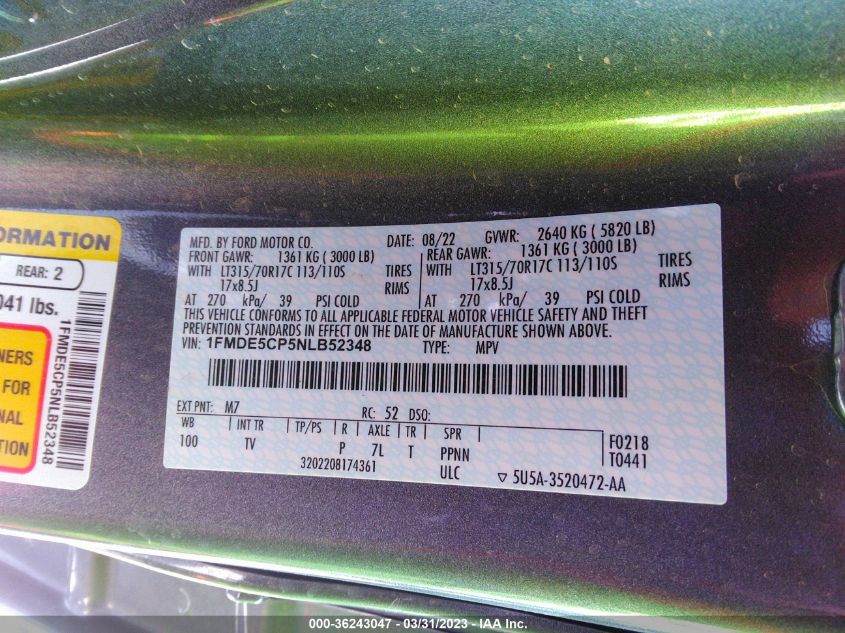 ORMATION
REAR: 2
041 lbs.
NERS
FOR
NAL
TION
1FMDE5CP5NLB52348
MFD. BY FORD MOTOR CO. DATE: 08/22 GVWR: 2640 KG ( 5820 LB)
FRONT GAWR: 1361 KG ( 3000 LB) REAR GAWR: 1361 KG ( 3000 LB)
WITH LT315/70R17C 113/110S TIRES WITH LT315/70R17C 113/110S TIRES
17x8.5J RIMS 17x8.5J RIMS
AT 270 kPa/ 39 PSI COLD AT 270 kPa/ 39 PSI COLD
THIS VEHICLE CONFORMS TO ALL APPLICABLE FEDERAL MOTOR VEHICLE SAFETY AND THEFT
PREVENTION STANDARDS IN EFFECT ON THE DATE OF MANUFACTURE SHOWN ABOVE.
VIN: 1FMDE5CP5NLB52348 TYPE: MPV
EXT PNT: M7 RC: 52 DSO:
WB INT TR TP/PS R AXLE TR SPR F0218
100 TV P 7L T PPNN T0441
3202208174361 ULC ▽ 5U5A-3520472-AA
000-36243047 — 03/31/2023 — © IAA Inc.